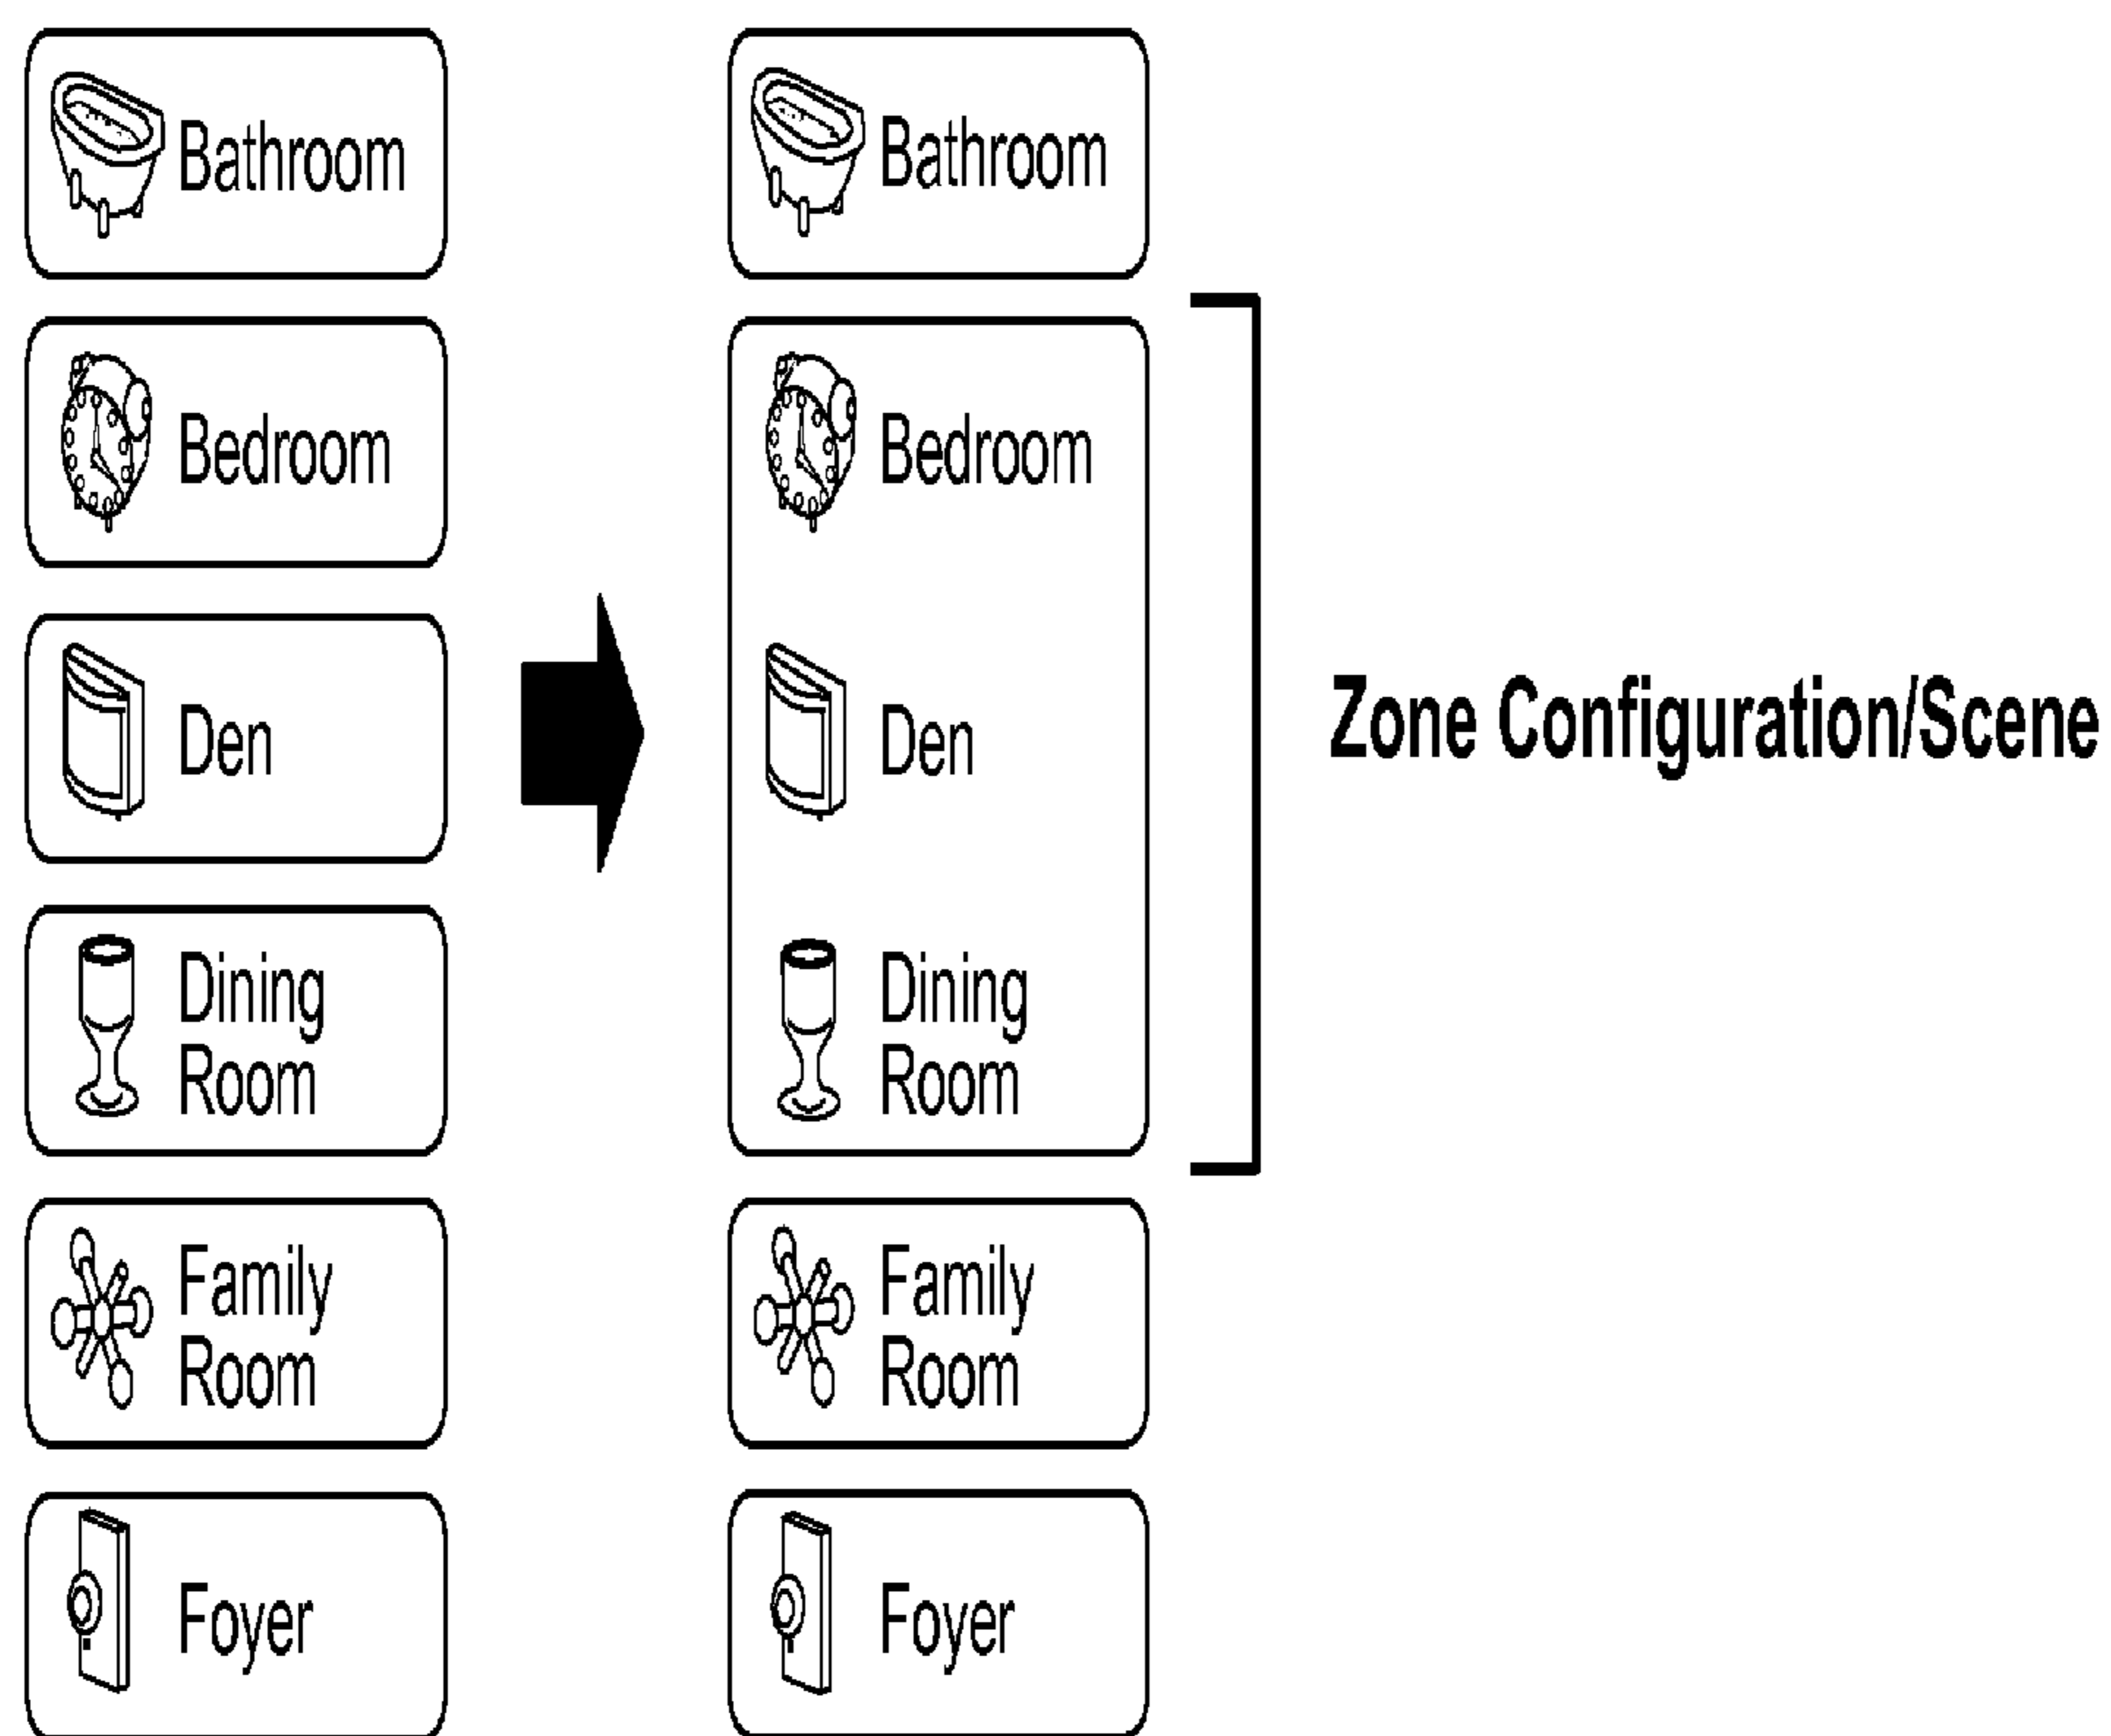 Bathroom
Bedroom
Den
Dining
Room
Family
Room
Foyer
Bathroom
Bedroom
Den
Dining
Room
Family
Room
Foyer
Zone Configuration/Scene